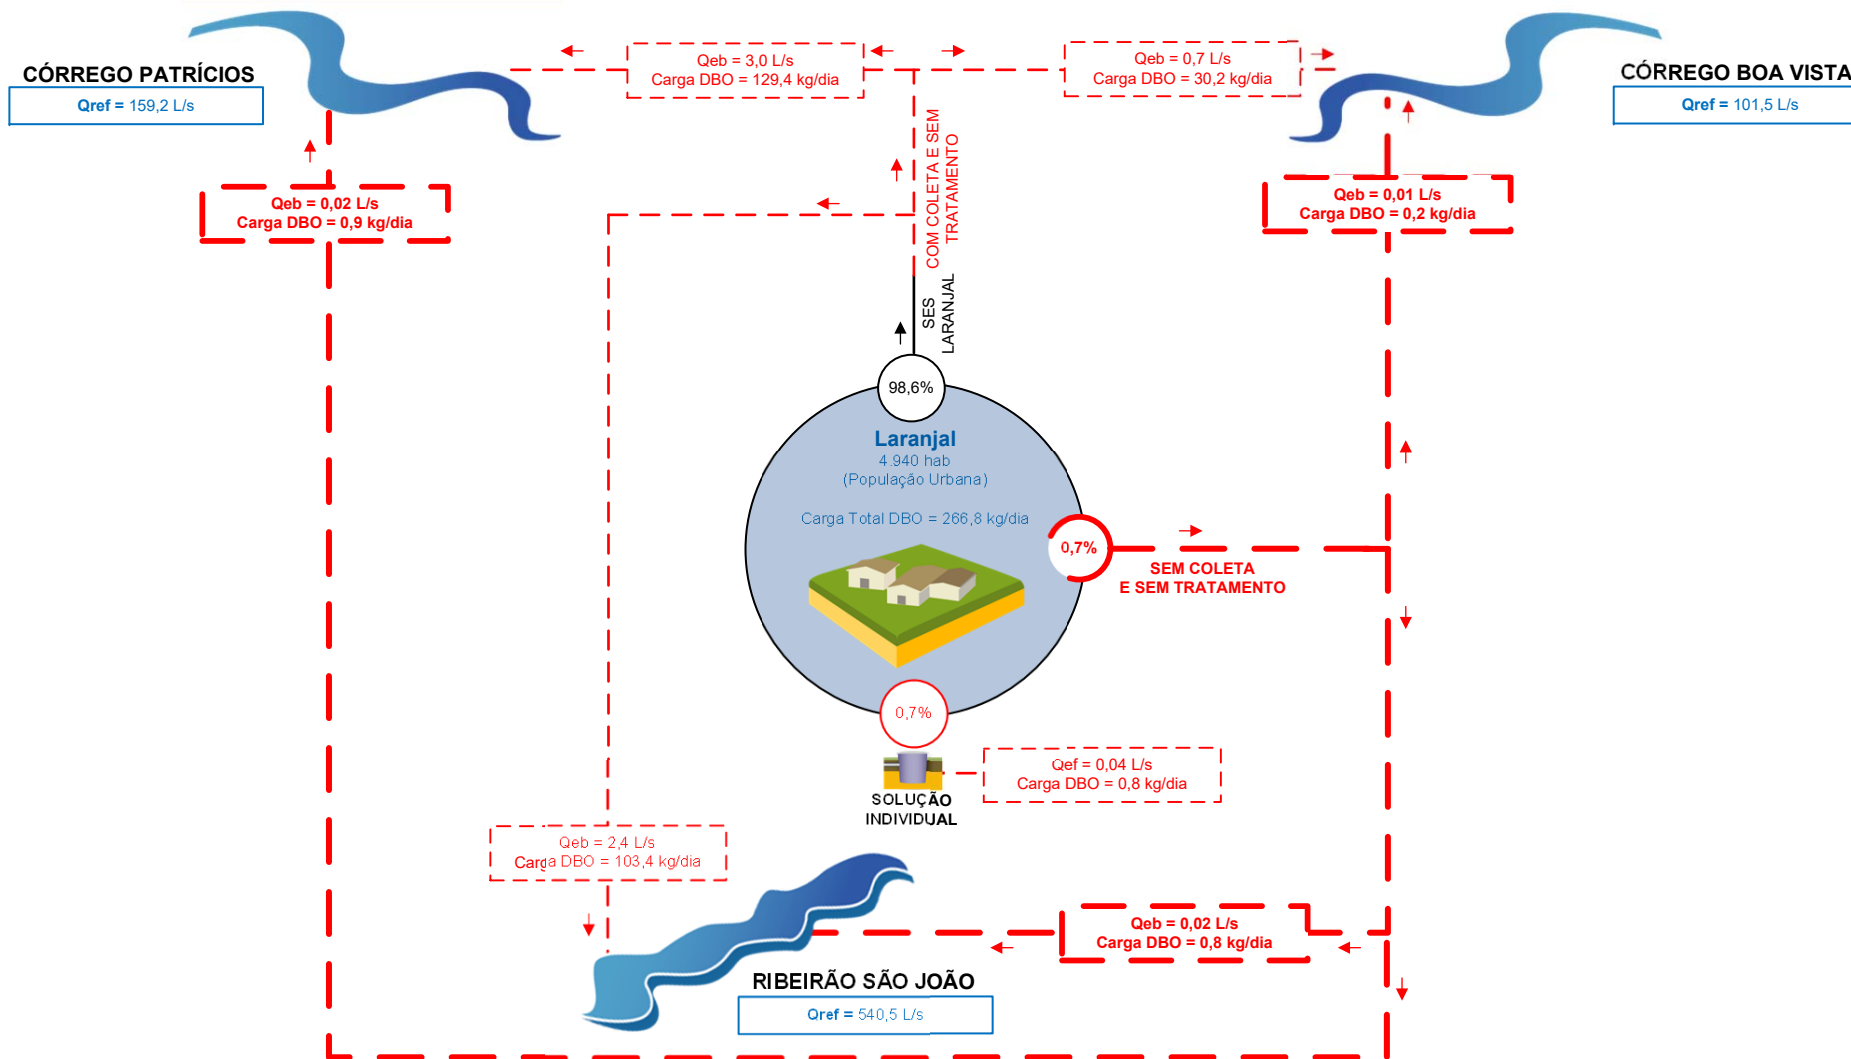 CÓRREGO PATRÍCIOS
Qref = 159,2 L/s
Qeb = 3,0 L/s
Carga DBO = 129,4 kg/dia
Qeb = 0,7 L/s
Carga DBO = 30,2 kg/dia
CÓRREGO BOA VISTA
Qref = 101,5 L/s
Qeb = 0,02 L/s
Carga DBO = 0,9 kg/dia
COM COLETA E SEM
TRATAMENTO
Qeb = 0,01 L/s
Carga DBO = 0,2 kg/dia
SES
LARANJAL
98,6%
Laranjal
4.940 hab
(População Urbana)
Carga Total DBO = 266,8 kg/dia
0,7%
SEM COLETA
E SEM TRATAMENTO
0,7%
SOLUÇÃO
INDIVIDUAL
Qef = 0,04 L/s
Carga DBO = 0,8 kg/dia
Qeb = 2,4 L/s
Carga DBO = 103,4 kg/dia
Qeb = 0,02 L/s
Carga DBO = 0,8 kg/dia
RIBEIRÃO SÃO JOÃO
Qref = 540,5 L/s